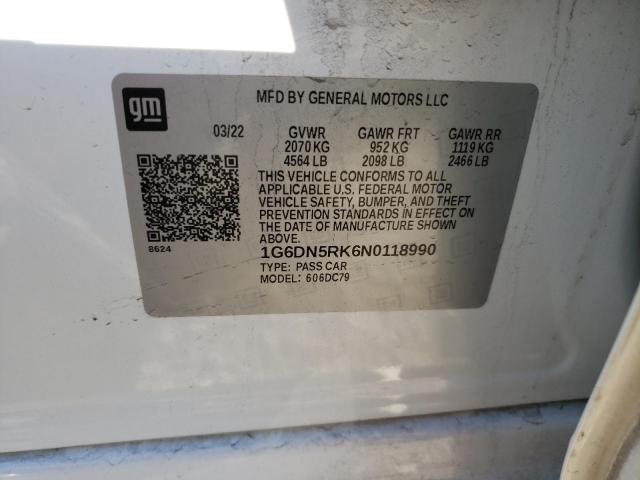 gm
MFD BY GENERAL MOTORS LLC
03/22 GVWR GAWR FRT GAWR RR
2070 KG 952 KG 1119 KG
4564 LB 2098 LB 2466 LB
THIS VEHICLE CONFORMS TO ALL
APPLICABLE U.S. FEDERAL MOTOR
VEHICLE SAFETY, BUMPER, AND THEFT
PREVENTION STANDARDS IN EFFECT ON
THE DATE OF MANUFACTURE SHOWN
ABOVE.
8624
1G6DN5RK6N0118990
TYPE: PASS CAR
MODEL: 606DC79